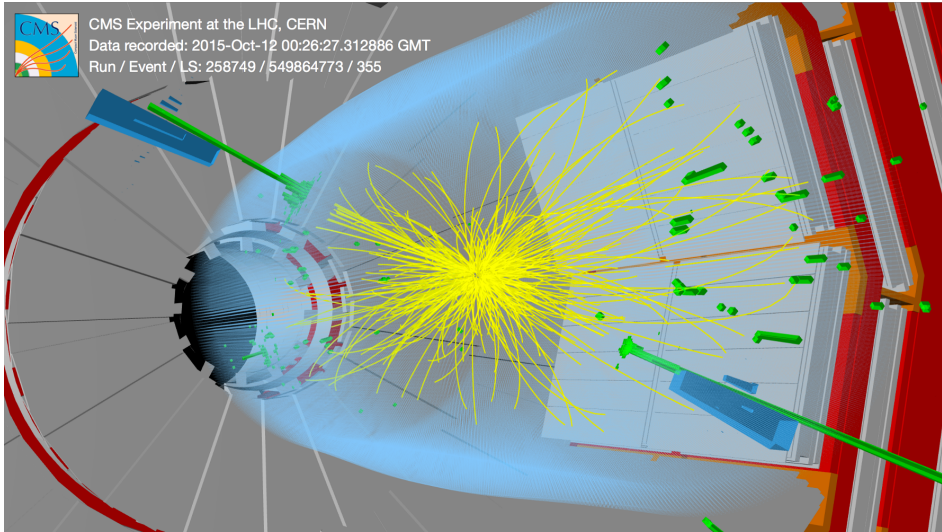 CMS
CMS Experiment at the LHC, CERN
Data recorded: 2015-Oct-12 00:26:27.312886 GMT
Run / Event / LS: 258749 / 549864773 / 355